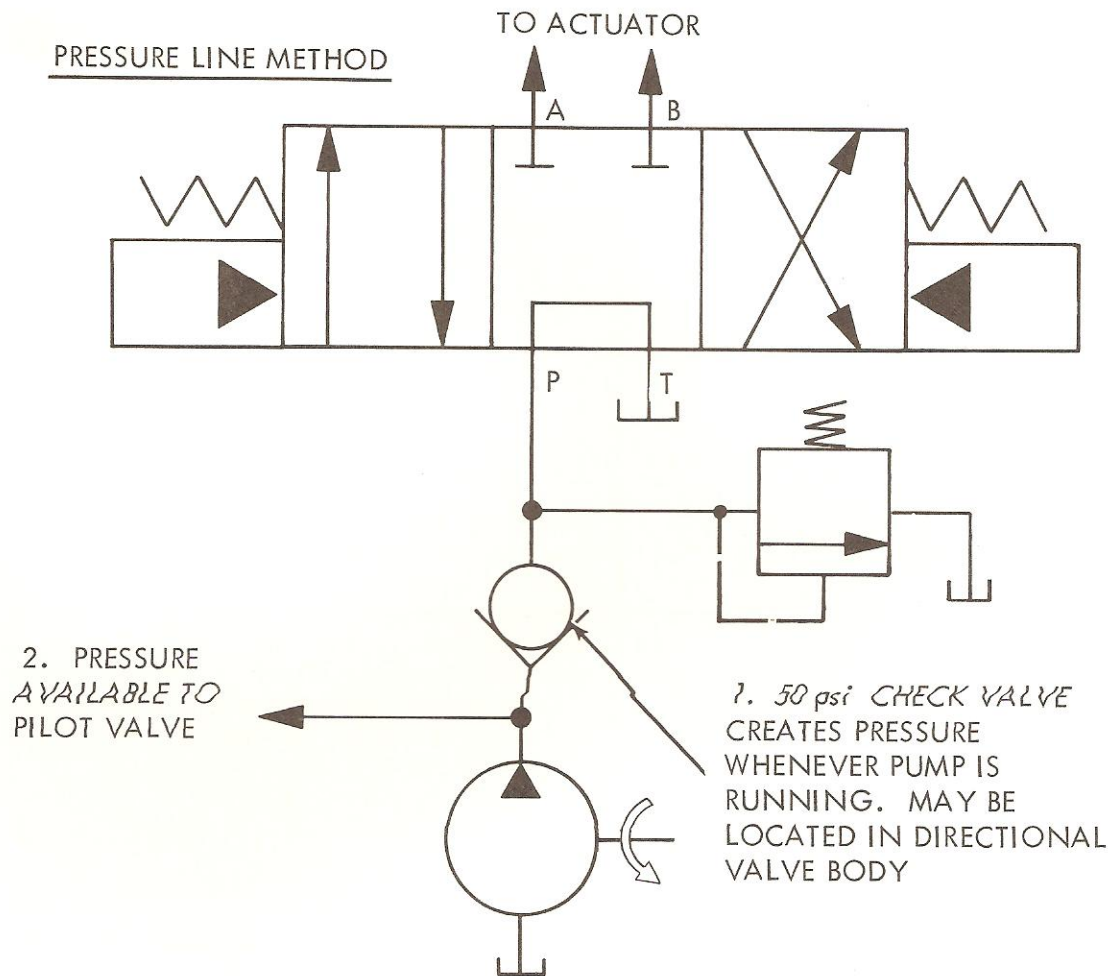 TO ACTUATOR
PRESSURE LINE METHOD
A B
P T
2. PRESSURE
AVAILABLE TO
PILOT VALVE
1. 50 psi CHECK VALVE
CREATES PRESSURE
WHENEVER PUMP IS
RUNNING. MAY BE
LOCATED IN DIRECTIONAL
VALVE BODY